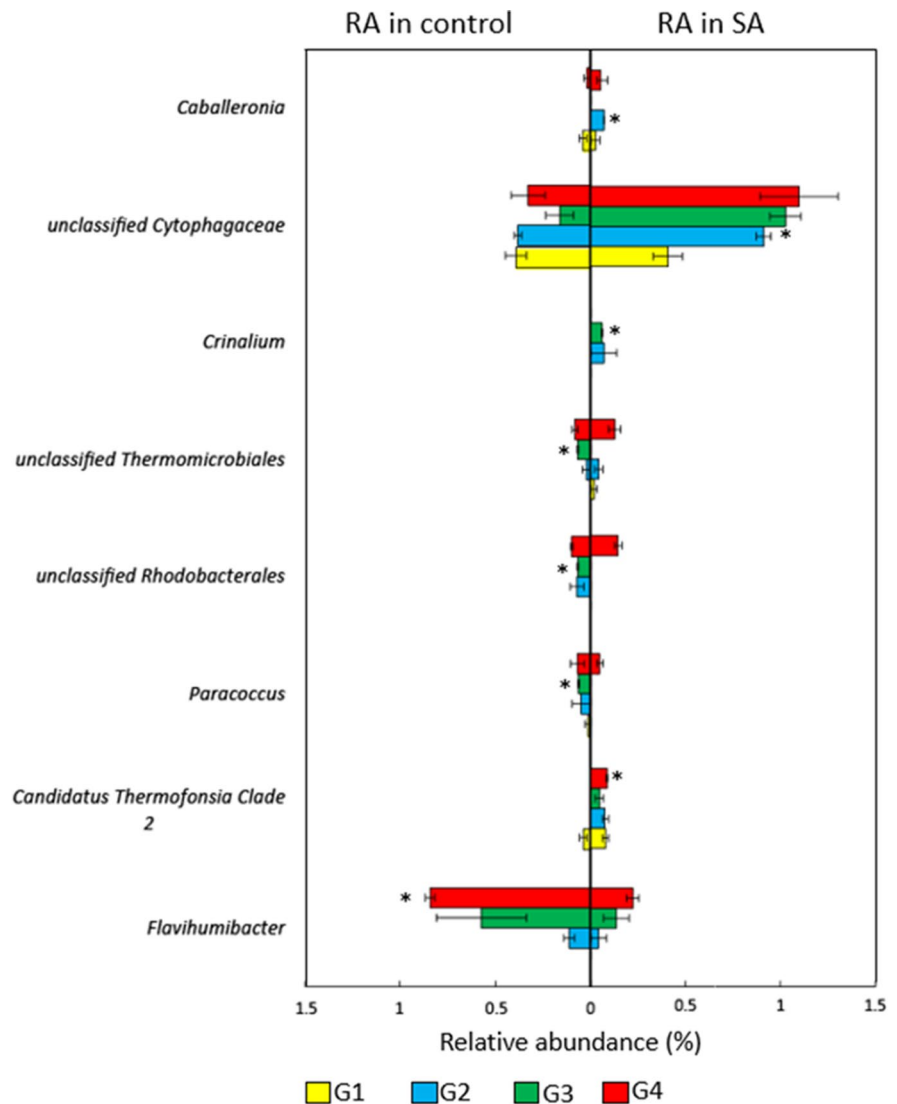 RA in control RA in SA
Caballeronia
*
unclassified Cytophagaceae
*
Crinalium
*
unclassified Thermomicrobiales
*
unclassified Rhodobacterales
*
Paracoccus
*
Candidatus Thermofonsia Clade
2
*
Flavihumibacter
*
1.5 1 0.5 0 0.5 1 1.5
Relative abundance (%)
G1 G2 G3 G4